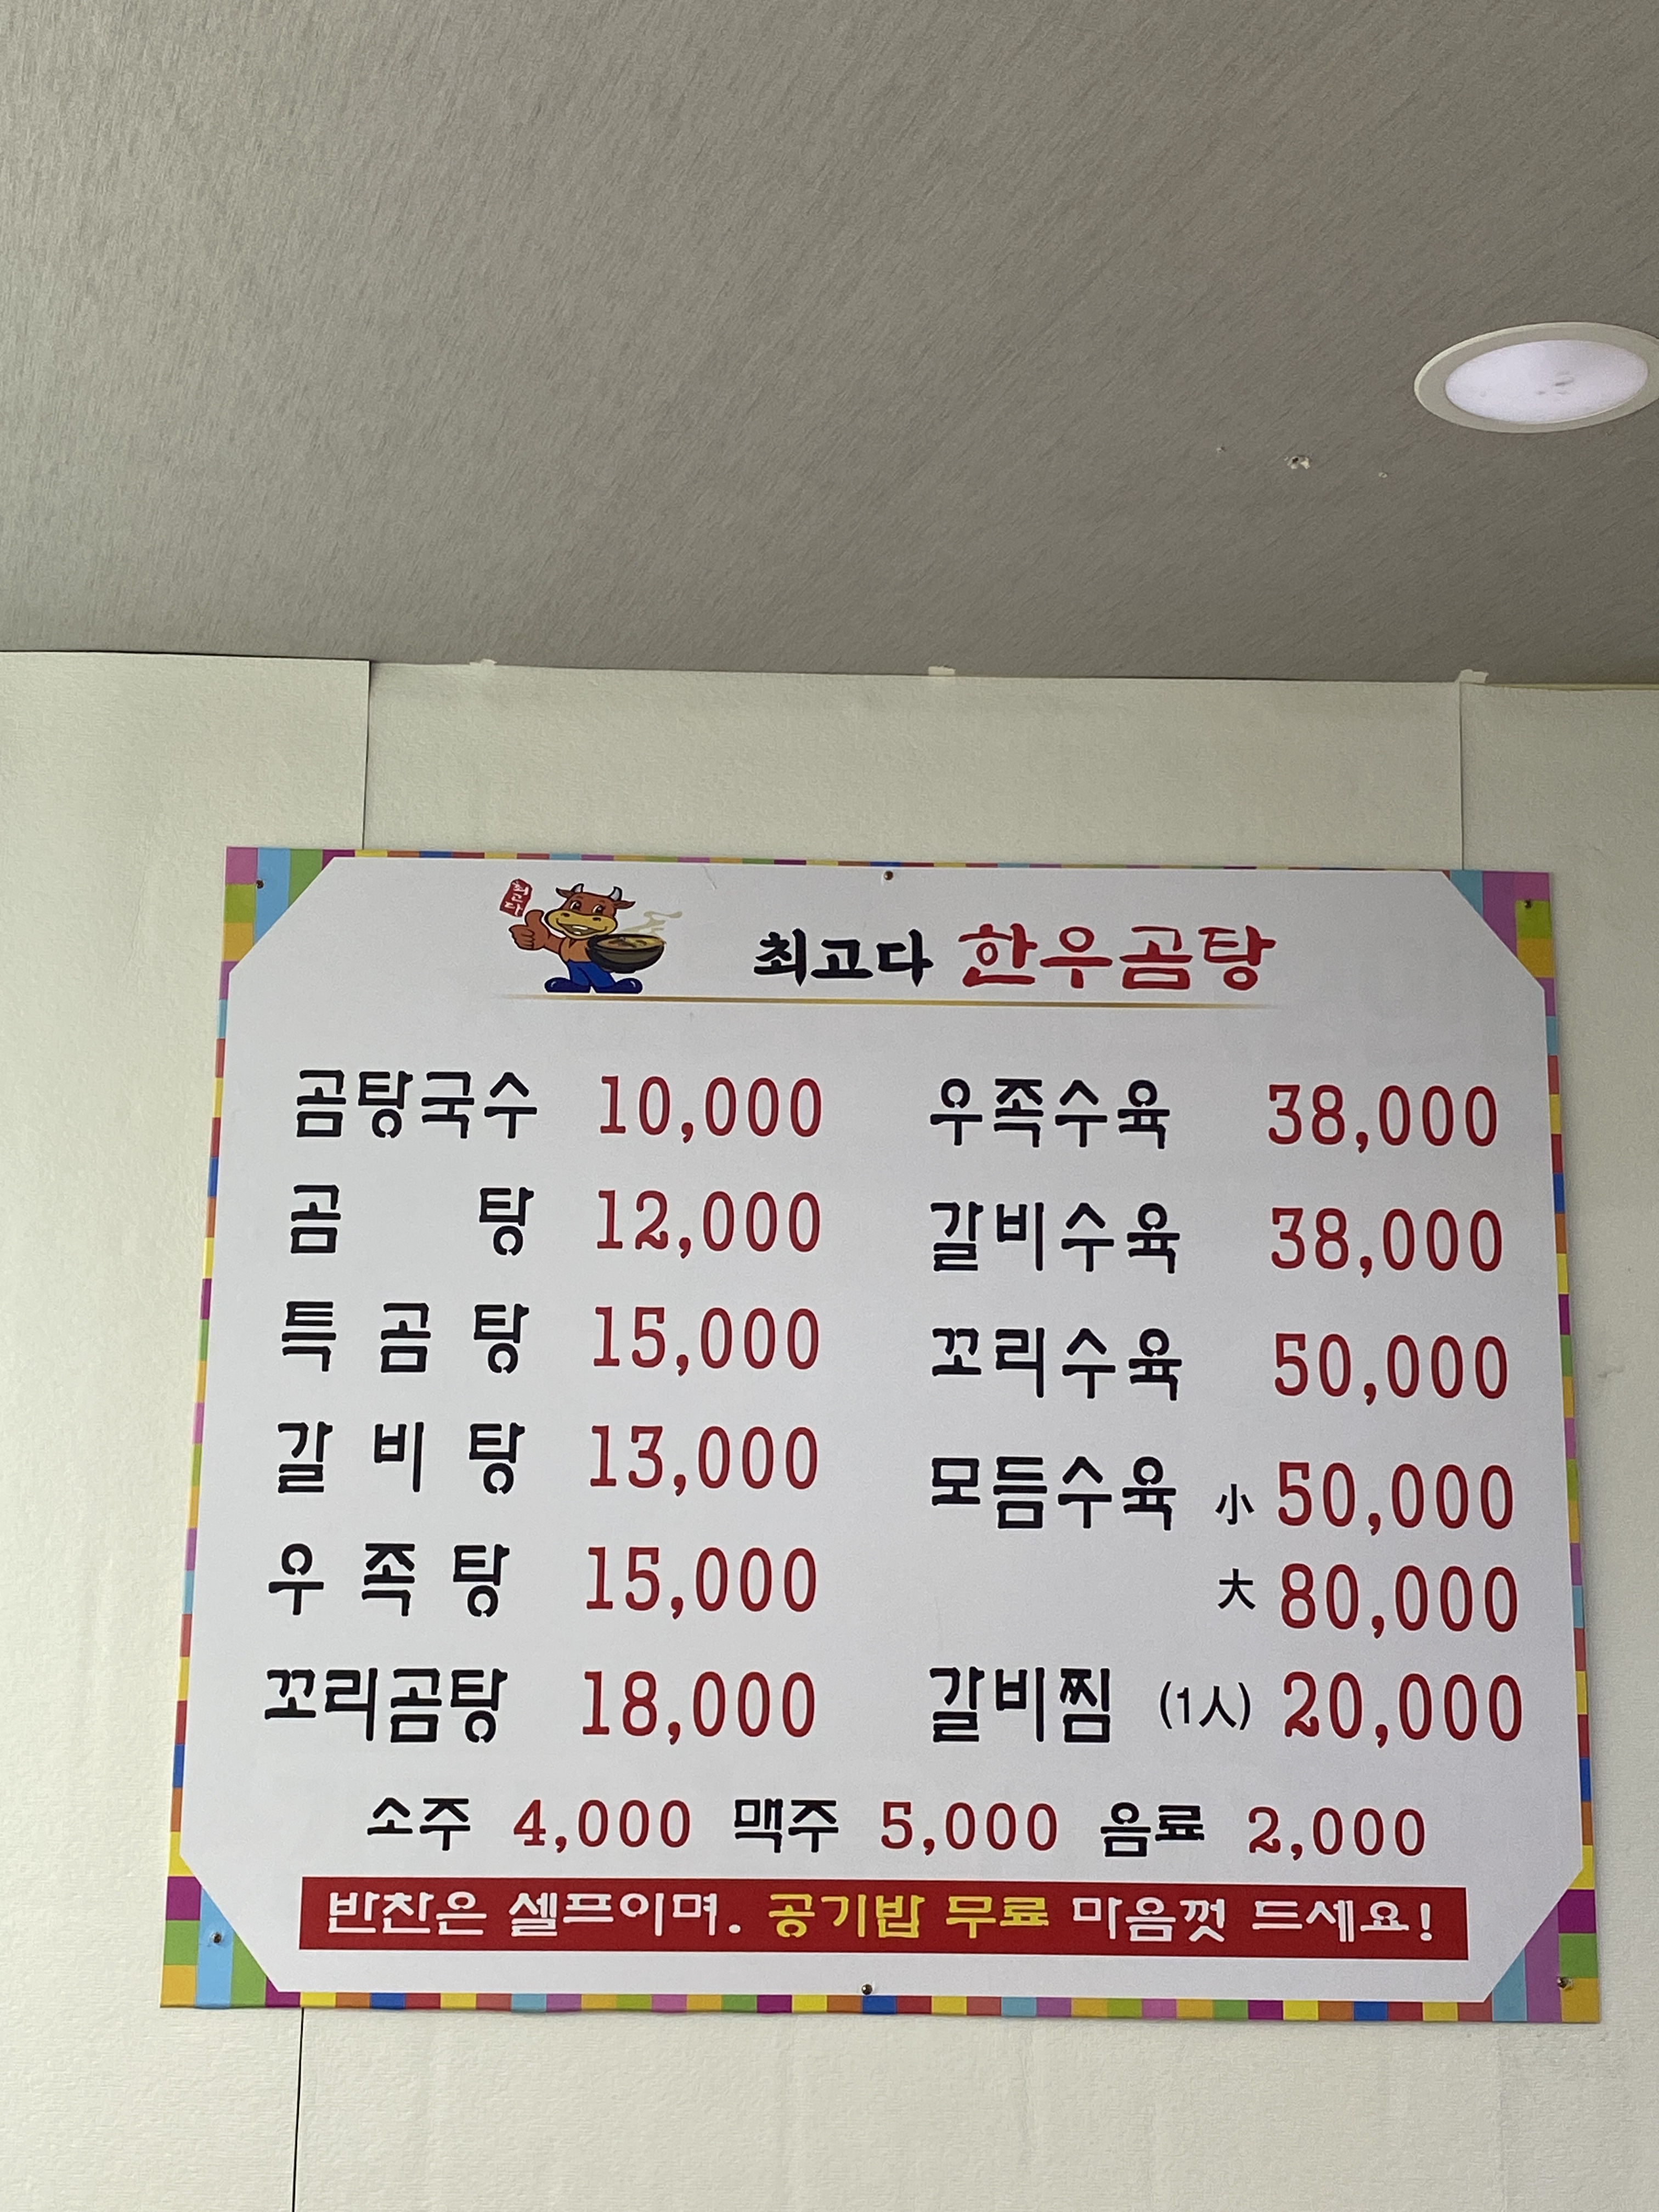 최고다
최고다 한우곰탕
곰탕국수 10,000
곰 탕 12,000
특 곰 탕 15,000
갈 비 탕 13,000
우 족 탕 15,000
꼬리곰탕 18,000
우족수육 38,000
갈비수육 38,000
꼬리수육 50,000
모듬수육 小 50,000
大 80,000
갈비찜 (1人) 20,000
소주 4,000 맥주 5,000 음료 2,000
반찬은 셀프이며. 공기밥 무료 마음껏 드세요!